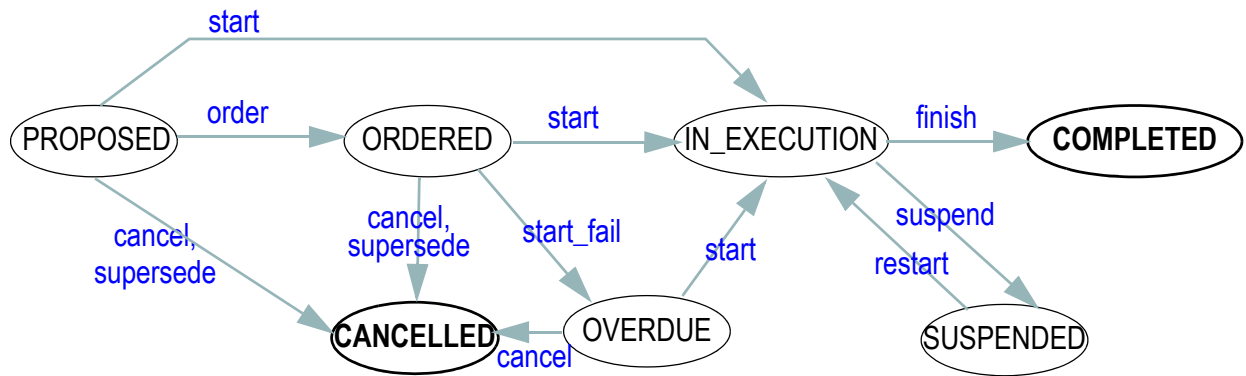 start
order
start
finish
PROPOSED
ORDERED
IN_EXECUTION
COMPLETED
cancel,
supersede
cancel,
supersede
start_fail
start
suspend
restart
CANCELLED
cancel
OVERDUE
SUSPENDED